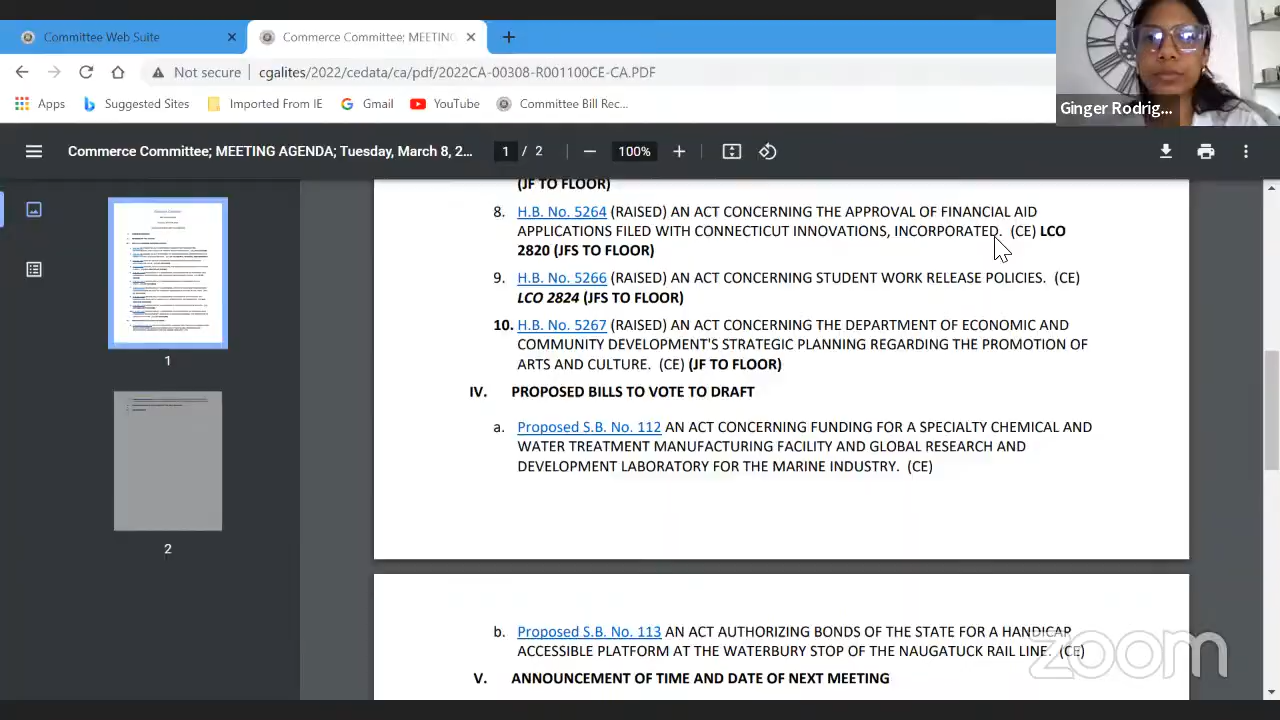 Committee Web Suite
Commerce Committee; MEETING
Not secure
cgalites/2022/cedata/ca/pdf/2022CA-00308-R001100CE-CA.PDF
Apps
Suggested Sites
Imported From IE
Gmail
YouTube
Committee Bill Rec...
Ginger Rodrig...
Commerce Committee; MEETING AGENDA; Tuesday, March 8, 2...
1 / 2
100%
(JF TO FLOOR)
8. H.B. No. 5264 (RAISED) AN ACT CONCERNING THE APPROVAL OF FINANCIAL AID
APPLICATIONS FILED WITH CONNECTICUT INNOVATIONS, INCORPORATED. (CE) LCO
2820 (JFS TO FLOOR)
9. H.B. No. 5266 (RAISED) AN ACT CONCERNING STUDENT WORK RELEASE POLICIES. (CE)
LCO 2824 (JFS TO FLOOR)
10. H.B. No. 5267 (RAISED) AN ACT CONCERNING THE DEPARTMENT OF ECONOMIC AND
COMMUNITY DEVELOPMENT'S STRATEGIC PLANNING REGARDING THE PROMOTION OF
ARTS AND CULTURE. (CE) (JF TO FLOOR)
IV. PROPOSED BILLS TO VOTE TO DRAFT
a. Proposed S.B. No. 112 AN ACT CONCERNING FUNDING FOR A SPECIALTY CHEMICAL AND
WATER TREATMENT MANUFACTURING FACILITY AND GLOBAL RESEARCH AND
DEVELOPMENT LABORATORY FOR THE MARINE INDUSTRY. (CE)
b. Proposed S.B. No. 113 AN ACT AUTHORIZING BONDS OF THE STATE FOR A HANDICAP
ACCESSIBLE PLATFORM AT THE WATERBURY STOP OF THE NAUGATUCK RAIL LINE. (CE)
V. ANNOUNCEMENT OF TIME AND DATE OF NEXT MEETING
1
2
zoom